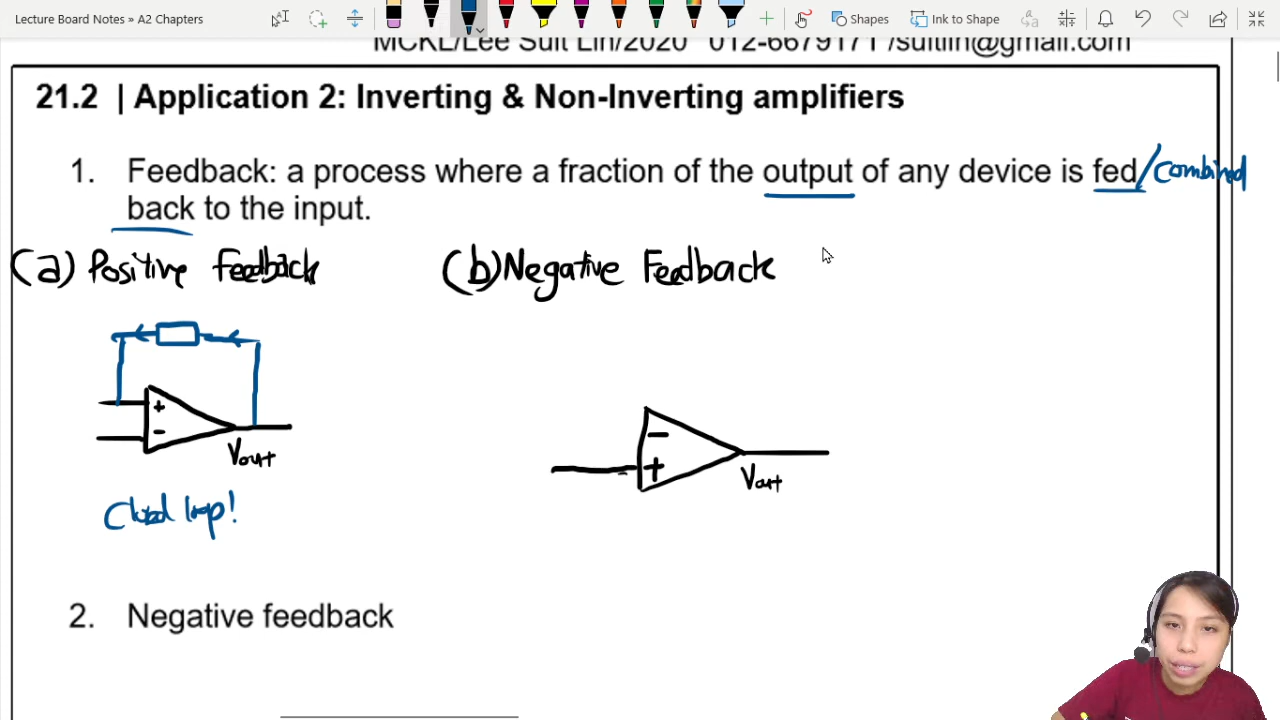 Lecture Board Notes » A2 Chapters
Shapes
Ink to Shape
MCKL/Lee Suit Lin/2020 012-6679171 /suitlin@gmail.com
21.2 | Application 2: Inverting & Non-Inverting amplifiers
1. Feedback: a process where a fraction of the output of any device is fed/combined
back to the input.
(a) Positive Feedback
(b) Negative Feedback
+
-
Vout
Closed loop!
-
+
Vout
2. Negative feedback